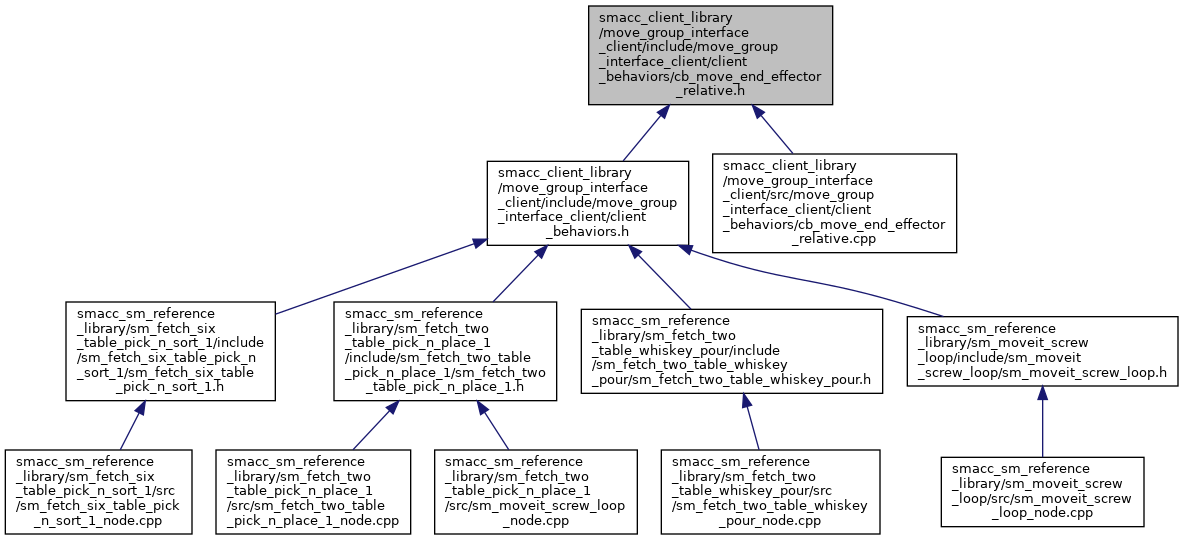 smacc_client_library
/move_group_interface
_client/include/move_group
_interface_client/client
_behaviors/cb_move_end_effector
_relative.h
smacc_client_library
/move_group_interface
_client/include/move_group
_interface_client/client
_behaviors.h
smacc_client_library
/move_group_interface
_client/src/move_group
_interface_client/client
_behaviors/cb_move_end_effector
_relative.cpp
smacc_sm_reference
_library/sm_fetch_six
_table_pick_n_sort_1/include
/sm_fetch_six_table_pick_n
_sort_1/sm_fetch_six_table
_pick_n_sort_1.h
smacc_sm_reference
_library/sm_fetch_two
_table_pick_n_place_1
/include/sm_fetch_two_table
_pick_n_place_1/sm_fetch_two
_table_pick_n_place_1.h
smacc_sm_reference
_library/sm_fetch_two
_table_whiskey_pour/include
/sm_fetch_two_table_whiskey
_pour/sm_fetch_two_table_whiskey_pour.h
smacc_sm_reference
_library/sm_moveit_screw
_loop/include/sm_moveit
_screw_loop/sm_moveit_screw_loop.h
smacc_sm_reference
_library/sm_fetch_six
_table_pick_n_sort_1/src
/sm_fetch_six_table_pick
_n_sort_1_node.cpp
smacc_sm_reference
_library/sm_fetch_two
_table_pick_n_place_1
/src/sm_fetch_two_table
_pick_n_place_1_node.cpp
smacc_sm_reference
_library/sm_fetch_two
_table_pick_n_place_1
/src/sm_moveit_screw_loop
_node.cpp
smacc_sm_reference
_library/sm_fetch_two
_table_whiskey_pour/src
/sm_fetch_two_table_whiskey
_pour_node.cpp
smacc_sm_reference
_library/sm_moveit_screw
_loop/src/sm_moveit_screw
_loop_node.cpp